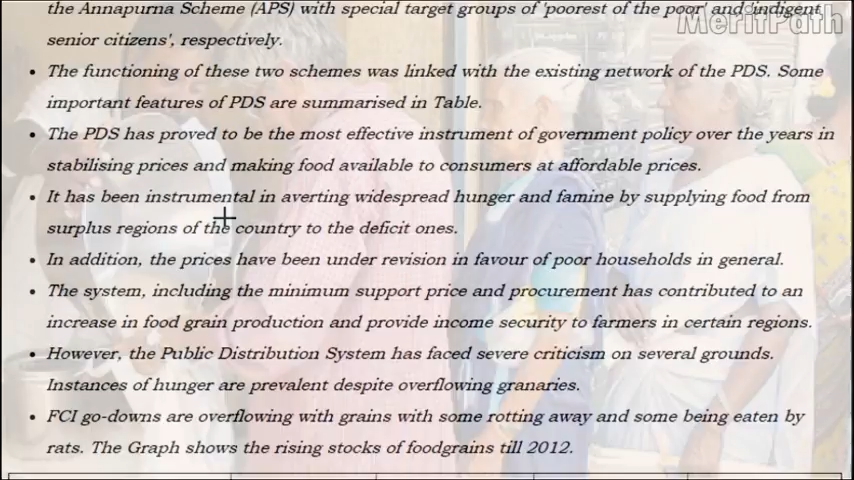 the Annapurna Scheme (APS) with special target groups of 'poorest of the poor' and 'indigent
MeritPath
senior citizens', respectively.
• The functioning of these two schemes was linked with the existing network of the PDS. Some
important features of PDS are summarised in Table.
• The PDS has proved to be the most effective instrument of government policy over the years in
stabilising prices and making food available to consumers at affordable prices.
• It has been instrumental in averting widespread hunger and famine by supplying food from
surplus regions of the country to the deficit ones.
• In addition, the prices have been under revision in favour of poor households in general.
• The system, including the minimum support price and procurement has contributed to an
increase in food grain production and provide income security to farmers in certain regions.
• However, the Public Distribution System has faced severe criticism on several grounds.
Instances of hunger are prevalent despite overflowing granaries.
• FCI go-downs are overflowing with grains with some rotting away and some being eaten by
rats. The Graph shows the rising stocks of foodgrains till 2012.